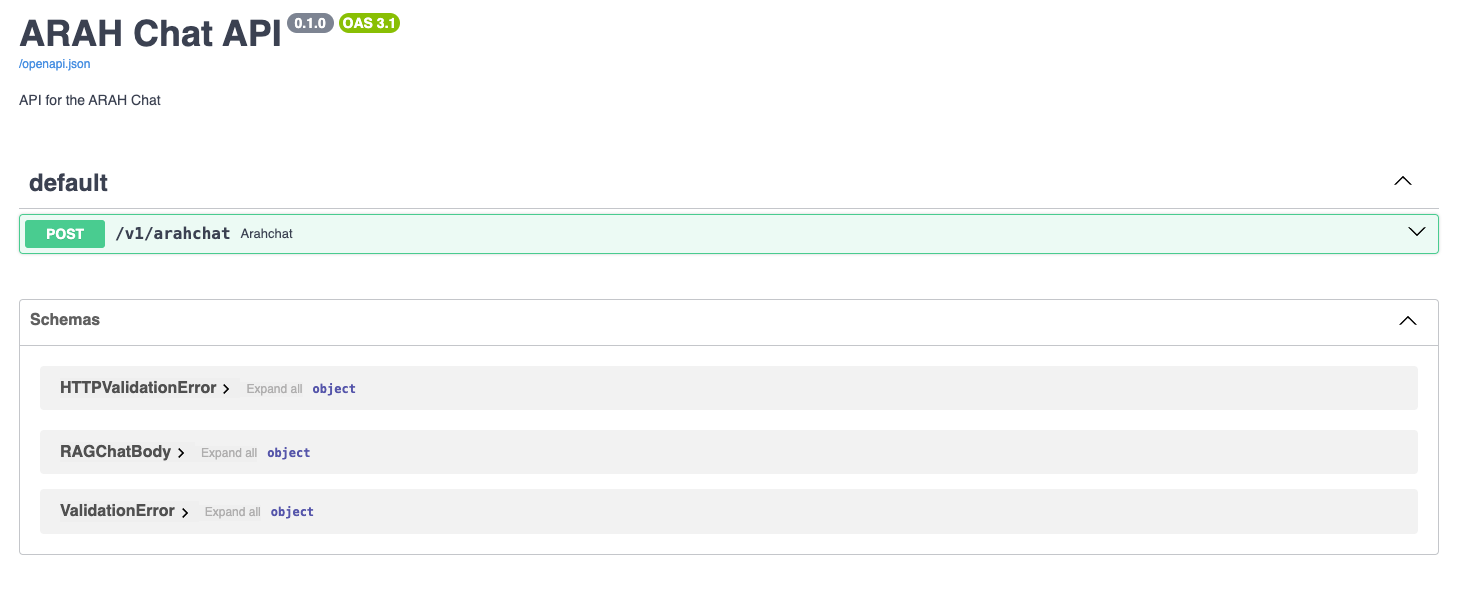 ARAH Chat API 0.1.0 OAS 3.1
/openapi.json
API for the ARAH Chat
default
POST /v1/arahchat Arahchat
Schemas
HTTPValidationError Expand all object
RAGChatBody Expand all object
ValidationError Expand all object